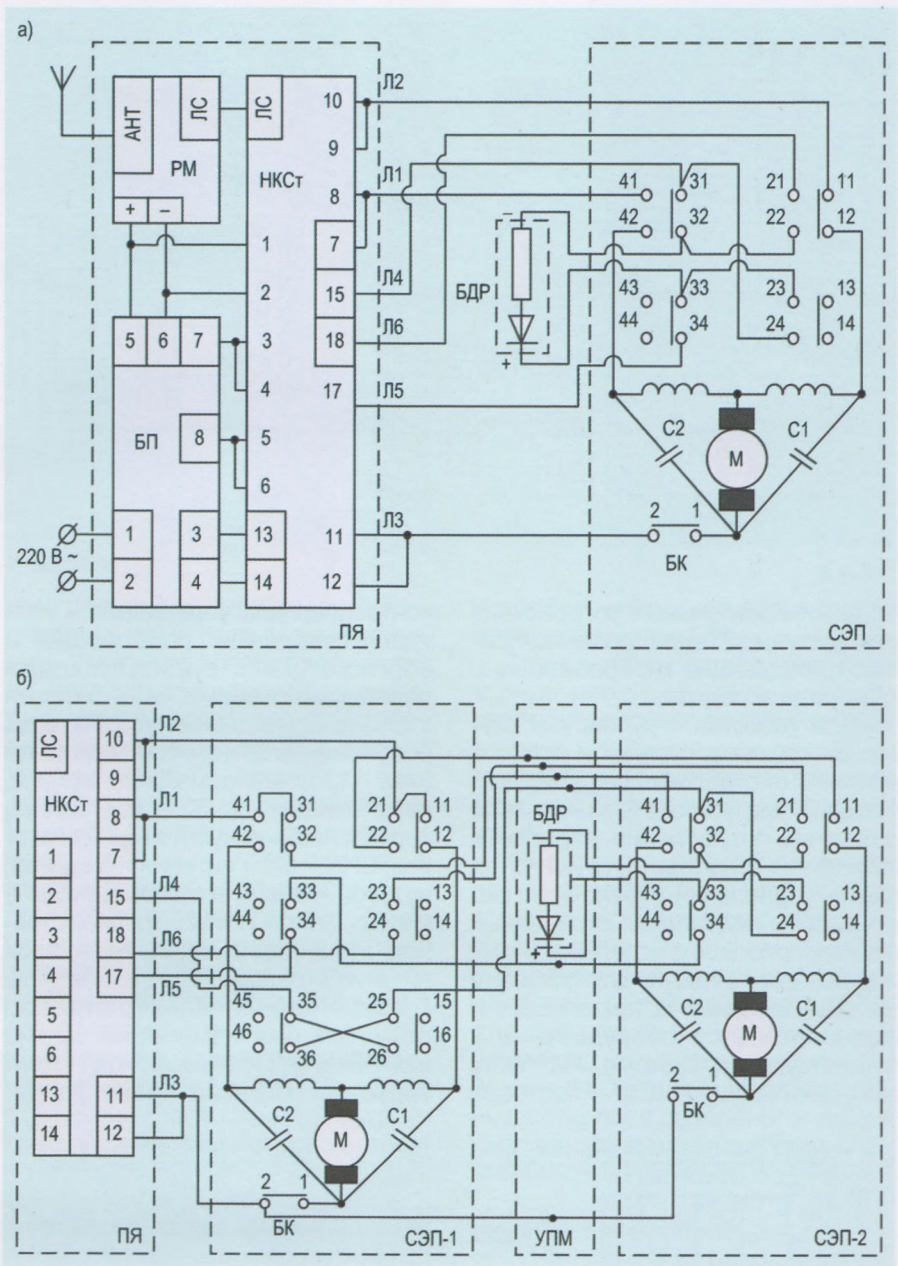 а)
АНТ
ЛС
РМ
+ −
ЛС
НКСт
10
9
8
7
15
18
17
11
12
1
2
3
4
5
6
13
14
5 6 7
8
БП
1 3
2 4
220 В ~
ПЯ
Л2
Л1
Л4
Л6
Л5
Л3
−
БДР
+
41 31 21 11
42 32 22 12
43 33 23 13
44 34 24 14
С2 С1
М
2 1
БК
СЭП
б)
ЛС
НКСт
1
2
3
4
5
6
13
14
10
9
8
7
15
18
17
11
12
ПЯ
Л2
Л1
Л4
Л6
Л5
Л3
41 31 21 11
42 32 22 12
43 33 23 13
44 34 24 14
45 35 25 15
46 36 26 16
С2 С1
М
2 1
БК
СЭП-1
БДР
+
УПМ
41 31 21 11
42 32 22 12
43 33 23 13
44 34 24 14
С2 С1
М
2 1
БК
СЭП-2